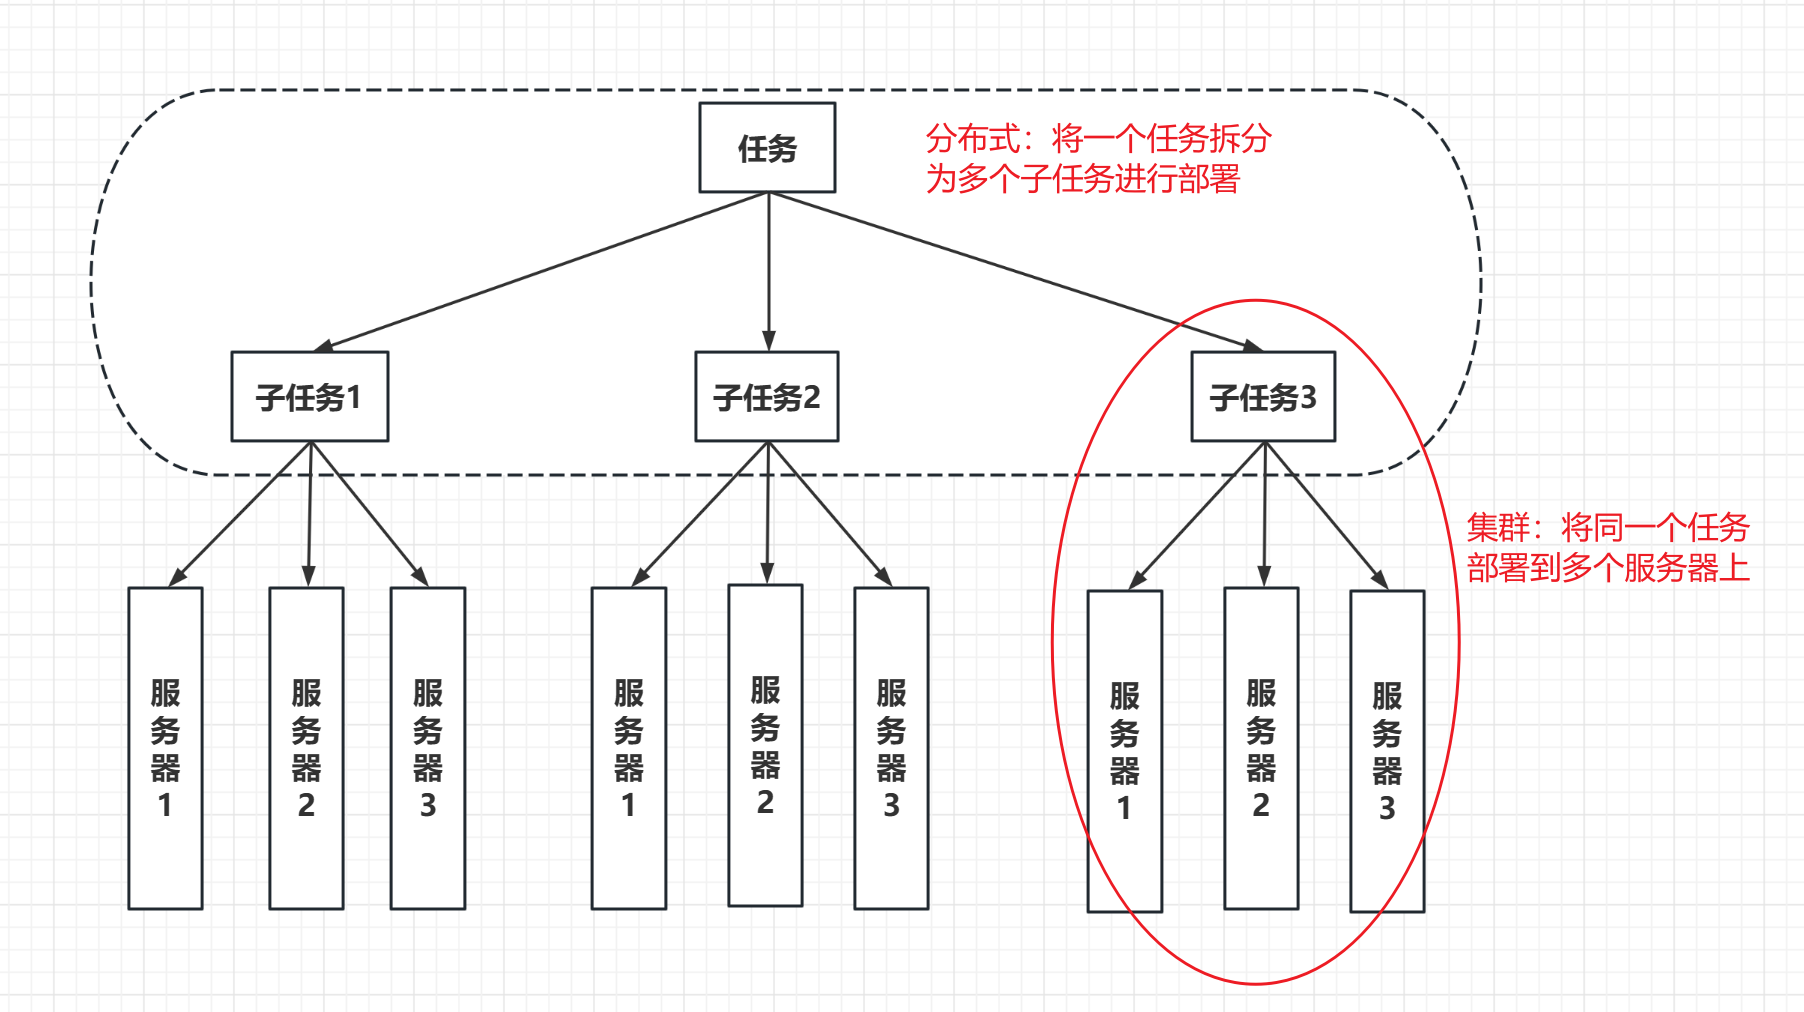 任务
分布式：将一个任务拆分
为多个子任务进行部署
子任务1
子任务2
子任务3
集群：将同一个任务
部署到多个服务器上
服务器1
服务器2
服务器3
服务器1
服务器2
服务器3
服务器1
服务器2
服务器3